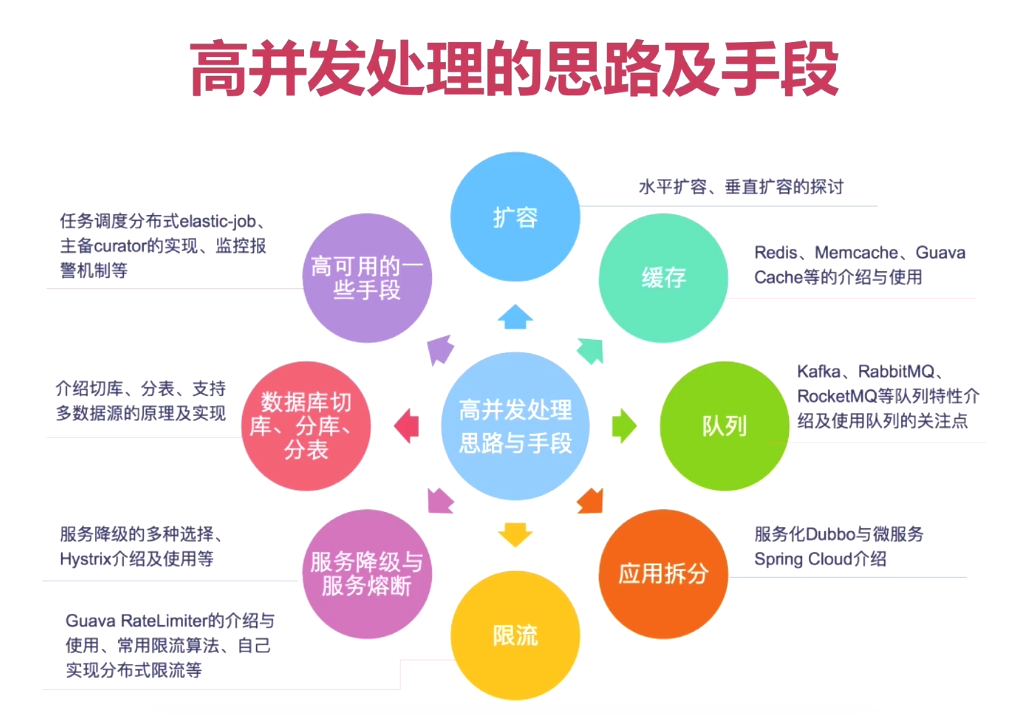 高并发处理的思路及手段
扩容
水平扩容、垂直扩容的探讨
缓存
Redis、Memcache、Guava
Cache等的介绍与使用
队列
Kafka、RabbitMQ、
RocketMQ等队列特性介
绍及使用队列的关注点
应用拆分
服务化Dubbo与微服务
Spring Cloud介绍
限流
Guava RateLimiter的介绍与
使用、常用限流算法、自己
实现分布式限流等
服务降级与
服务熔断
服务降级的多种选择、
Hystrix介绍及使用等
数据库切
库、分库、
分表
介绍切库、分表、支持
多数据源的原理及实现
高可用的一
些手段
任务调度分布式elastic-job、
主备curator的实现、监控报
警机制等
高并发处理
思路与手段